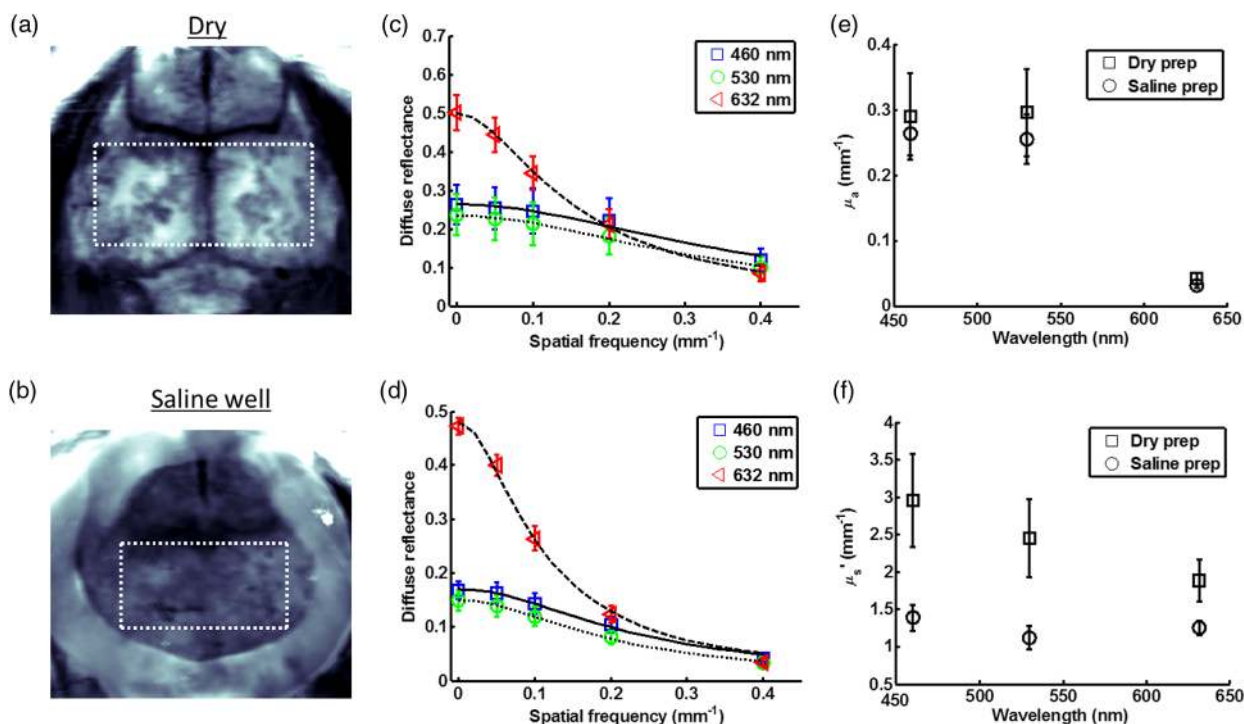 (a)
Dry
(b)
Saline well
(c)
0.7
0.6
0.5
0.4
0.3
0.2
0.1
0
0.1
0.2
0.3
0.4
Diffuse reflectance
Spatial frequency (mm⁻¹)
460 nm
530 nm
632 nm
(d)
0.5
0.4
0.3
0.2
0.1
0
0
0.1
0.2
0.3
0.4
Diffuse reflectance
Spatial frequency (mm⁻¹)
460 nm
530 nm
632 nm
(e)
0.4
0.3
0.2
0.1
0
450
500
550
600
650
μa (mm⁻¹)
Wavelength (nm)
Dry prep
Saline prep
(f)
4
3.5
3
2.5
2
1.5
1
0.5
450
500
550
600
650
μs' (mm⁻¹)
Wavelength (nm)
Dry prep
Saline prep